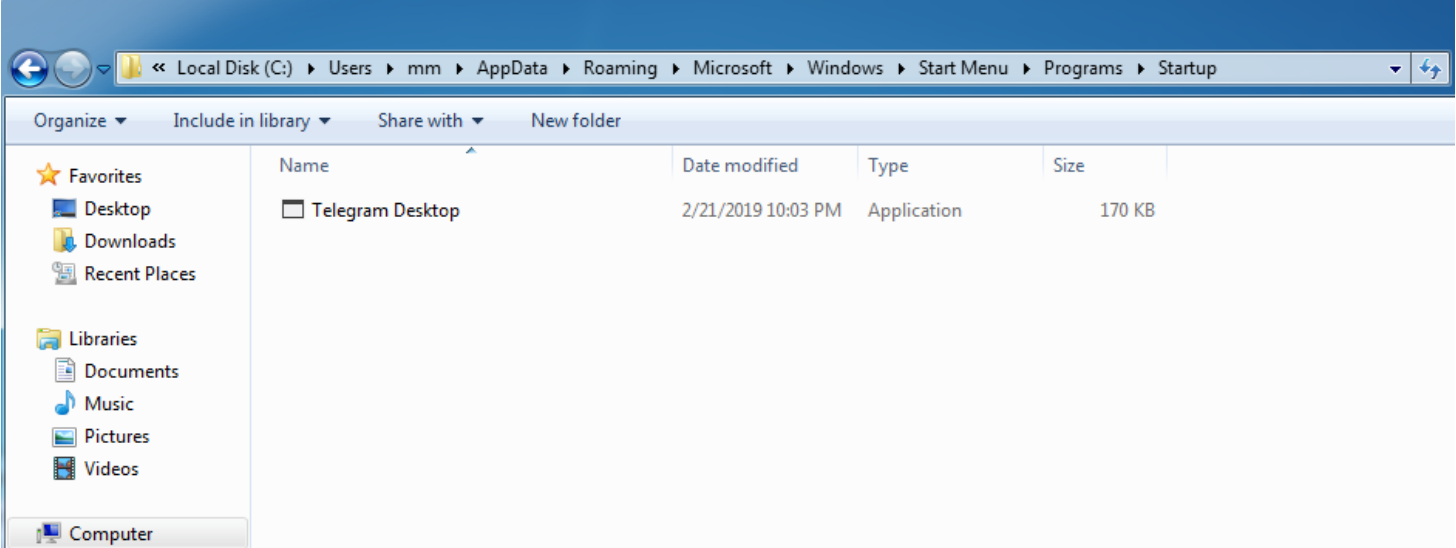 « Local Disk (C:) ▸ Users ▸ mm ▸ AppData ▸ Roaming ▸ Microsoft ▸ Windows ▸ Start Menu ▸ Programs ▸ Startup
Organize Include in library Share with New folder
Name Date modified Type Size
Telegram Desktop 2/21/2019 10:03 PM Application 170 KB
Favorites
Desktop
Downloads
Recent Places
Libraries
Documents
Music
Pictures
Videos
Computer